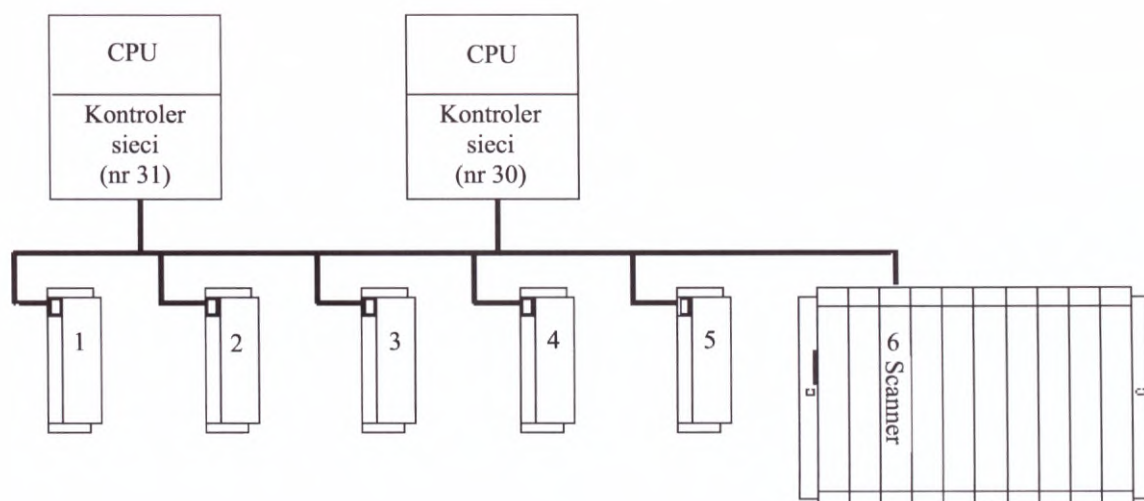 CPU
Kontroler
sieci
(nr 31)
CPU
Kontroler
sieci
(nr 30)
1
2
3
4
5
6 Scanner